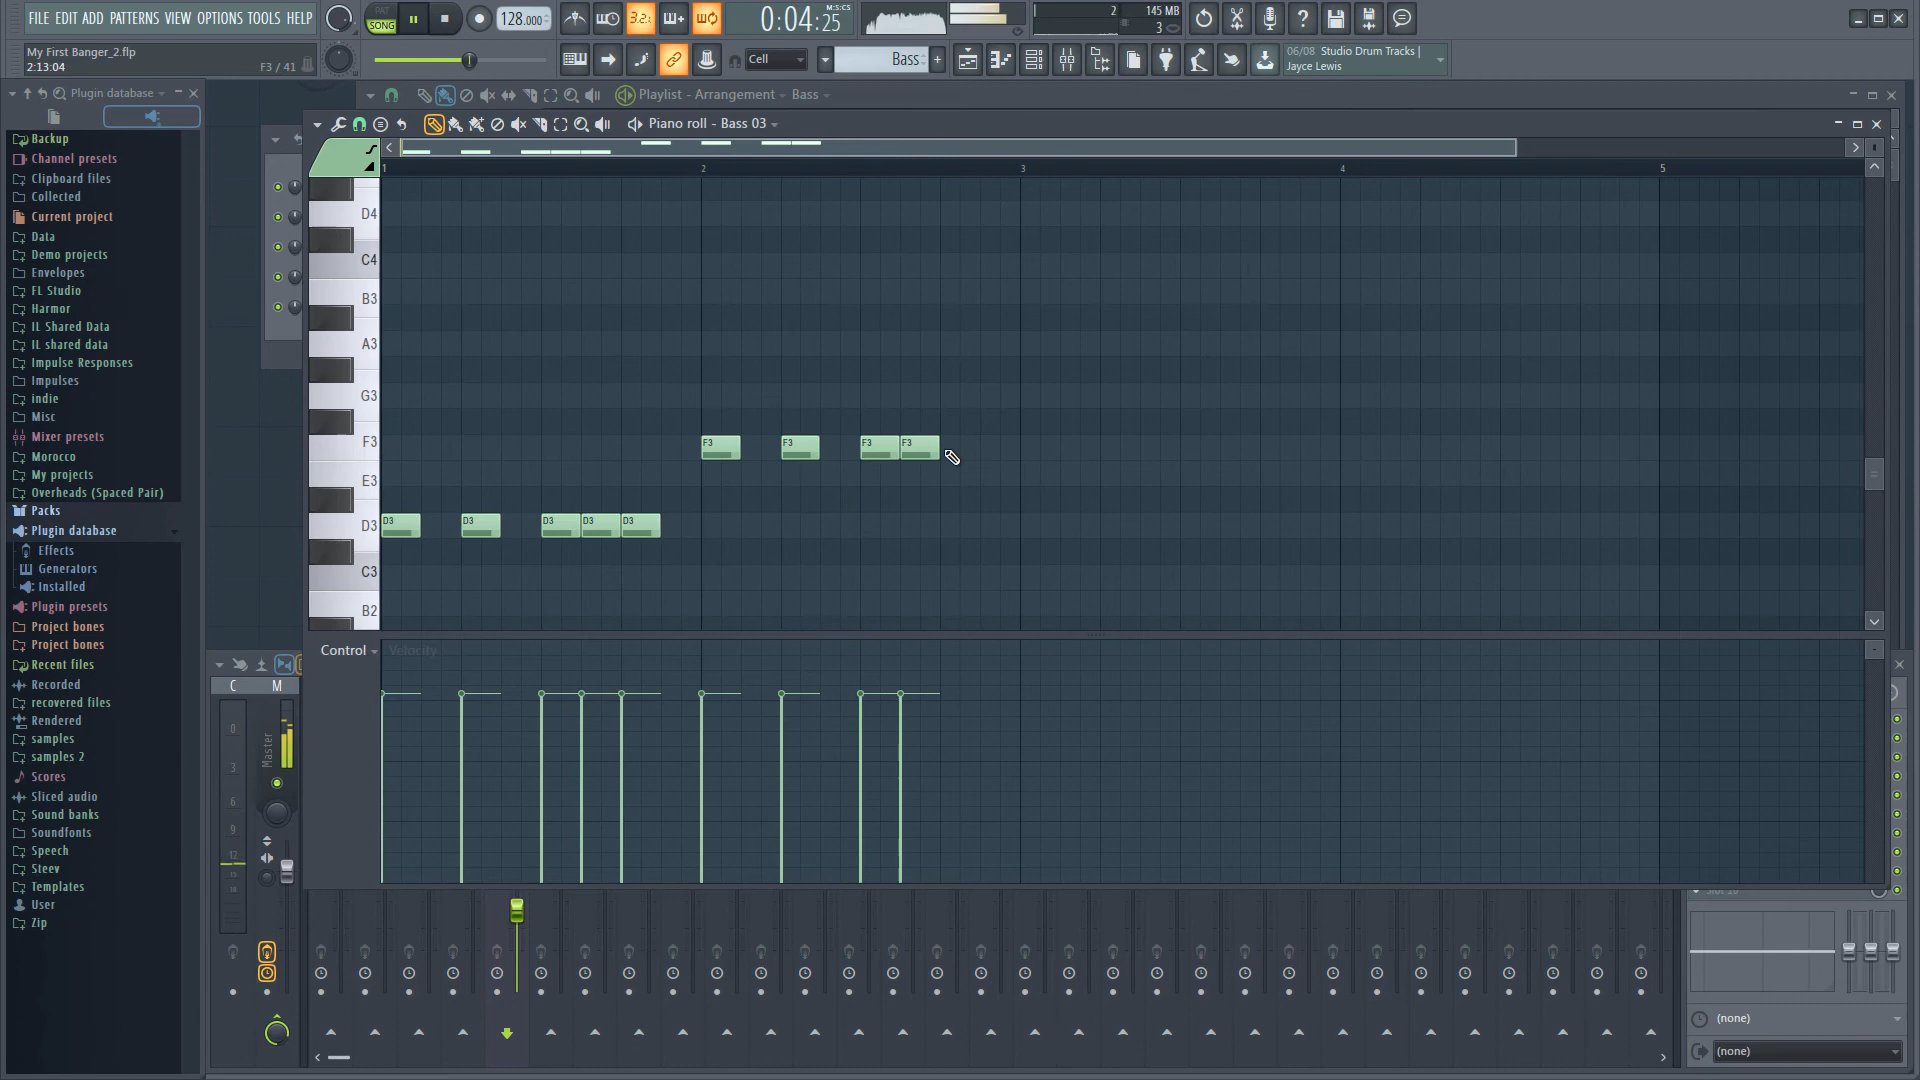 FILE EDIT ADD PATTERNS VIEW OPTIONS TOOLS HELP
PAT
SONG
128.000
3.2
0:04:25
M:S:CS
2
145 MB
3
My First Banger_2.flp
2:13:04
F3 / 41
Cell
Bass
06/08 Studio Drum Tracks |
Jayce Lewis
Plugin database
Playlist - Arrangement
Bass
Piano roll - Bass 03
Backup
Channel presets
Clipboard files
Collected
Current project
Data
Demo projects
Envelopes
FL Studio
Harmor
IL Shared Data
IL shared data
Impulse Responses
Impulses
indie
Misc
Mixer presets
Morocco
My projects
Overheads (Spaced Pair)
Packs
Plugin database
Effects
Generators
Installed
Plugin presets
Project bones
Project bones
Recent files
Recorded
recovered files
Rendered
samples
samples 2
Scores
Sliced audio
Sound banks
Soundfonts
Speech
Steev
Templates
User
Zip
1 2 3 4 5
D4
C4
B3
A3
G3
F3
F3 F3 F3 F3
E3
D3
D3 D3 D3 D3 D3
C3
B2
Control
Velocity
C M
Master
0
3
6
9
12
15
18
(none)
(none)